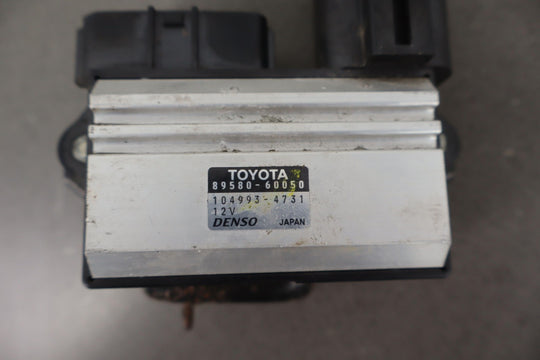 TOYOTA
89580-60050
104993-4731
12V
DENSO JAPAN